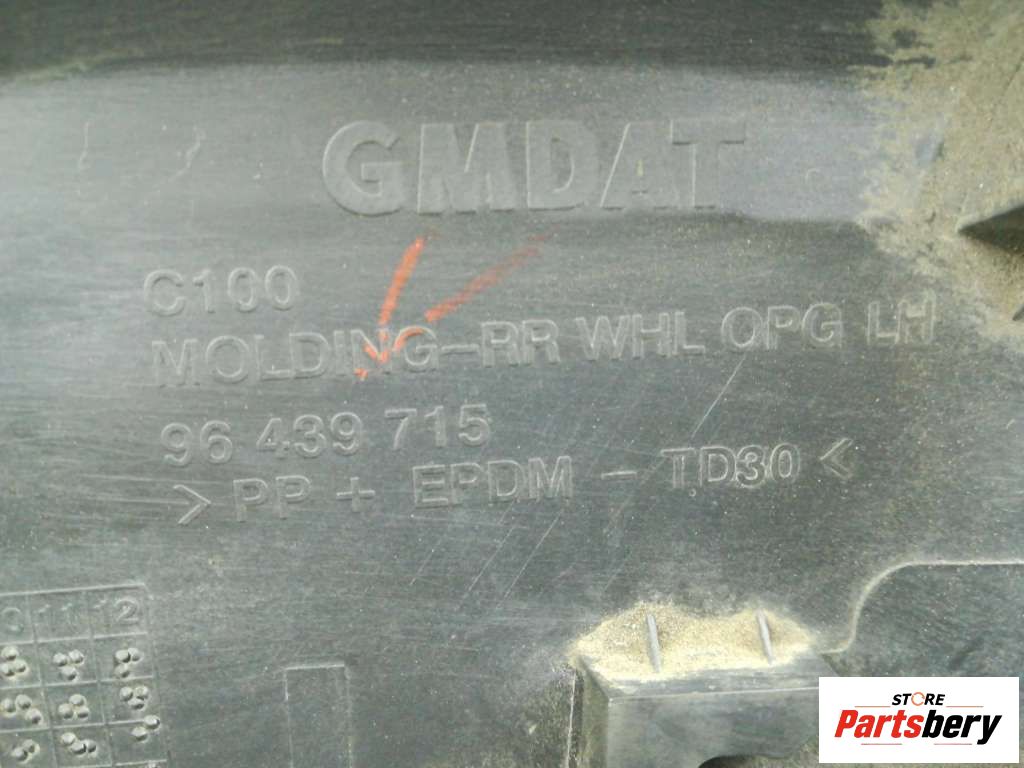 GMDAT
C100
MOLDING-RR WHL OPG LH
96 439 715
> PP + EPDM - TD30 <
11 12
STORE
Partsbery